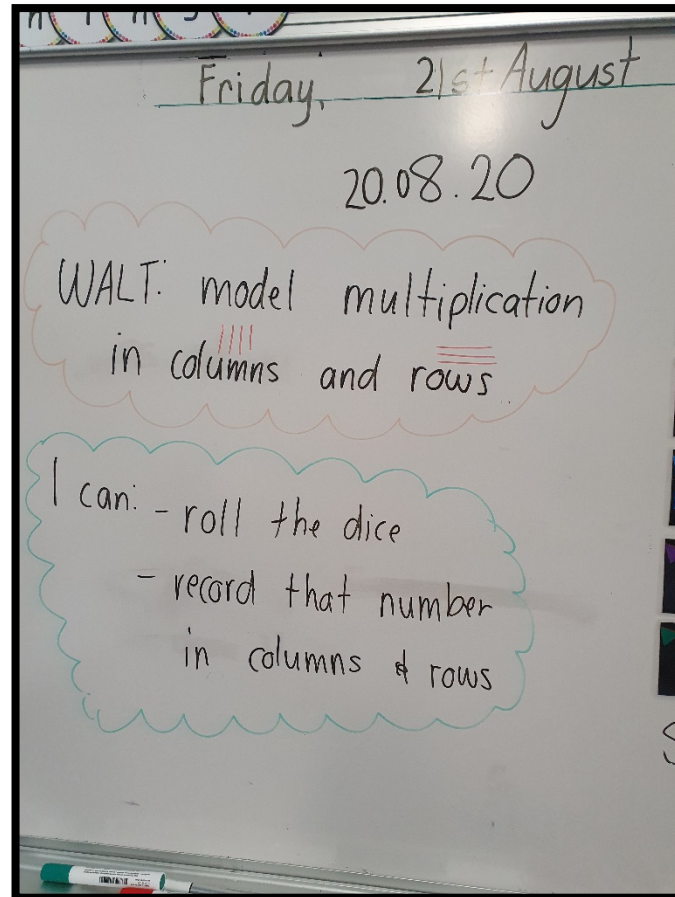 Friday, 21st August
20.08.20
WALT: model multiplication
in columns and rows
I can: - roll the dice
- record that number
in columns & rows